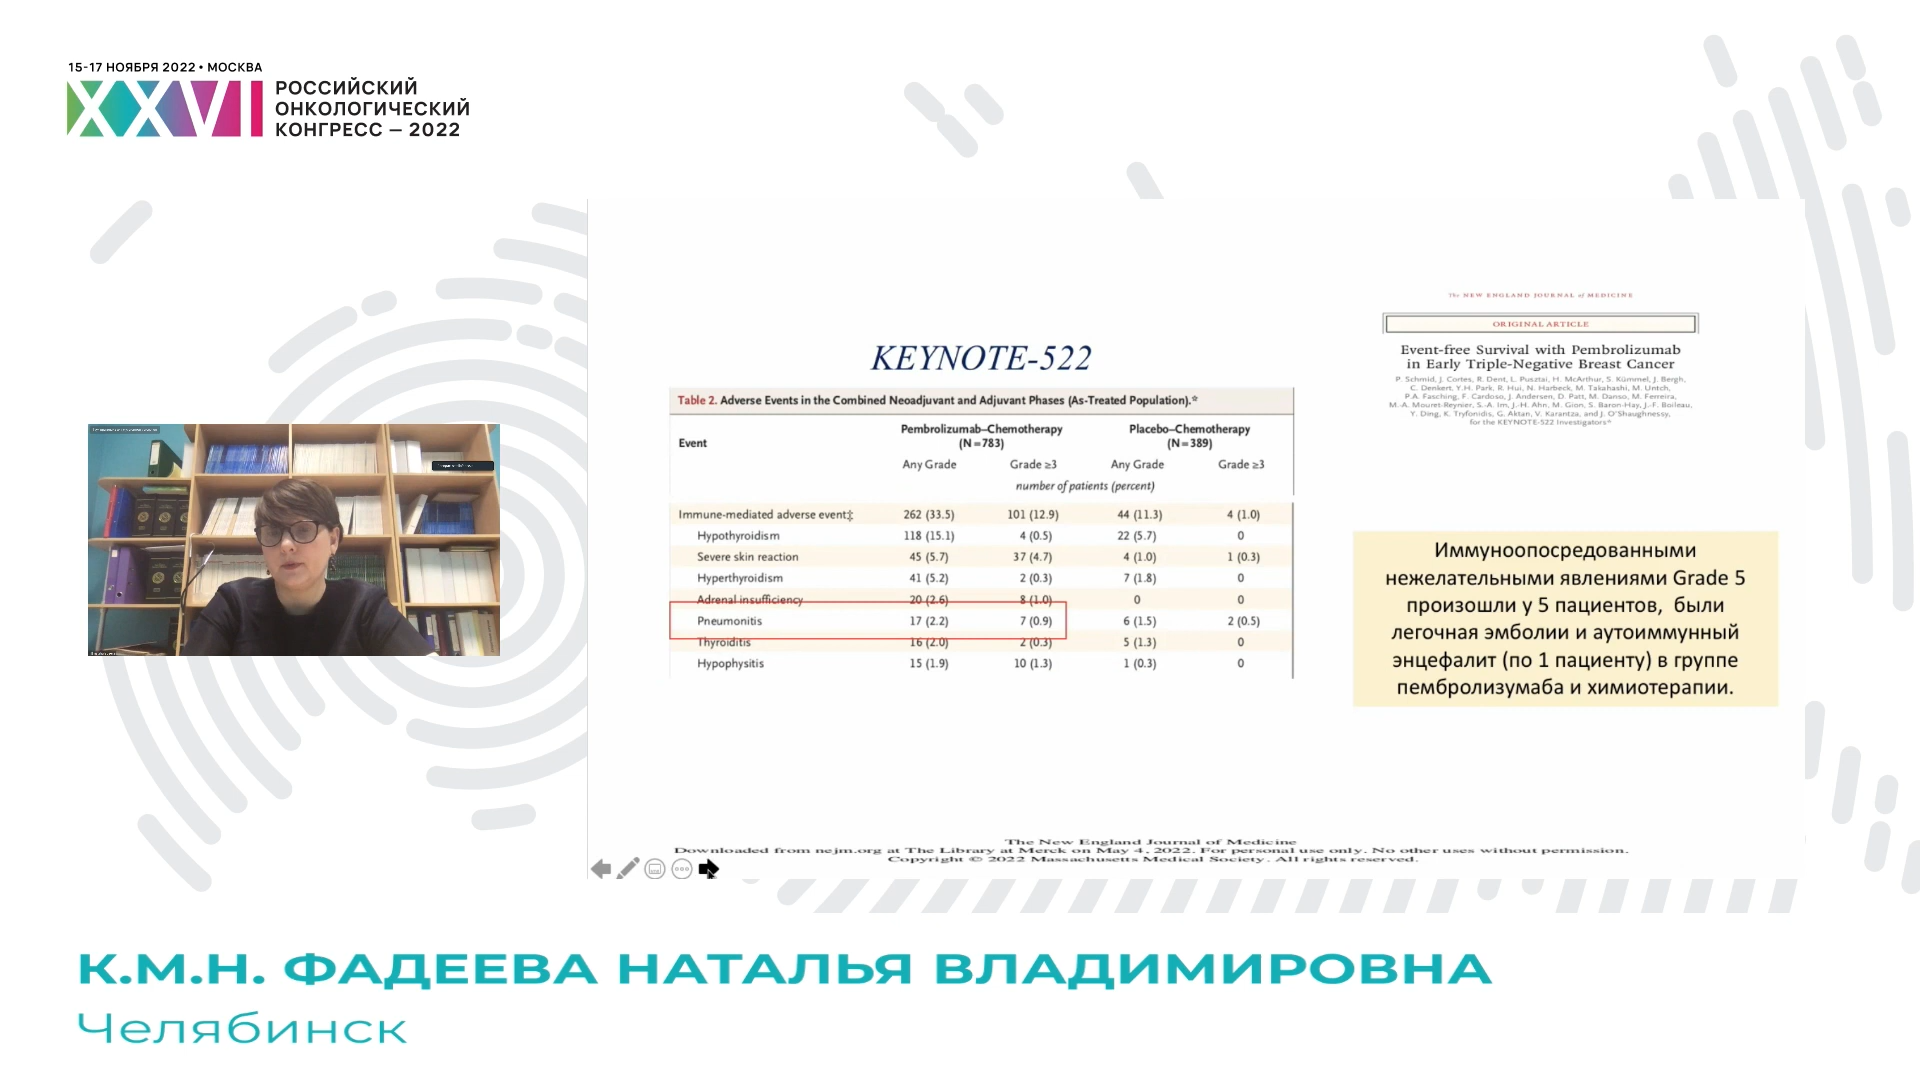 15-17 НОЯБРЯ 2022 • МОСКВА
XXVI
РОССИЙСКИЙ
ОНКОЛОГИЧЕСКИЙ
КОНГРЕСС – 2022
KEYNOTE-522
Table 2. Adverse Events in the Combined Neoadjuvant and Adjuvant Phases (As-Treated Population).*
Event Pembrolizumab–Chemotherapy (N=783) Placebo–Chemotherapy (N=389)
Any Grade Grade ≥3 Any Grade Grade ≥3
number of patients (percent)
Immune-mediated adverse event‡ 262 (33.5) 101 (12.9) 44 (11.3) 4 (1.0)
Hypothyroidism 118 (15.1) 4 (0.5) 22 (5.7) 0
Severe skin reaction 45 (5.7) 37 (4.7) 4 (1.0) 1 (0.3)
Hyperthyroidism 41 (5.2) 2 (0.3) 7 (1.8) 0
Adrenal insufficiency 20 (2.6) 8 (1.0) 0 0
Pneumonitis 17 (2.2) 7 (0.9) 6 (1.5) 2 (0.5)
Thyroiditis 16 (2.0) 2 (0.3) 5 (1.3) 0
Hypophysitis 15 (1.9) 10 (1.3) 1 (0.3) 0
The NEW ENGLAND JOURNAL of MEDICINE
ORIGINAL ARTICLE
Event-free Survival with Pembrolizumab
in Early Triple-Negative Breast Cancer
P. Schmid, J. Cortes, R. Dent, L. Pusztai, H. McArthur, S. Kümmel, J. Bergh,
C. Denkert, Y.H. Park, R. Hui, N. Harbeck, M. Takahashi, M. Untch,
P.A. Fasching, F. Cardoso, J. Andersen, D. Patt, M. Danso, M. Ferreira,
M.-A. Mouret-Reynier, S.-A. Im, J.-H. Ahn, M. Gion, S. Baron-Hay, J.-F. Boileau,
Y. Ding, K. Tryfonidis, G. Aktan, V. Karantza, and J. O'Shaughnessy,
for the KEYNOTE-522 Investigators*
Иммуноопосредованными
нежелательными явлениями Grade 5
произошли у 5 пациентов, были
легочная эмболии и аутоиммунный
энцефалит (по 1 пациенту) в группе
пембролизумаба и химиотерапии.
The New England Journal of Medicine
Downloaded from nejm.org at The Library at Merck on May 4, 2022. For personal use only. No other uses without permission.
Copyright © 2022 Massachusetts Medical Society. All rights reserved.
К.М.Н. ФАДЕЕВА НАТАЛЬЯ ВЛАДИМИРОВНА
Челябинск